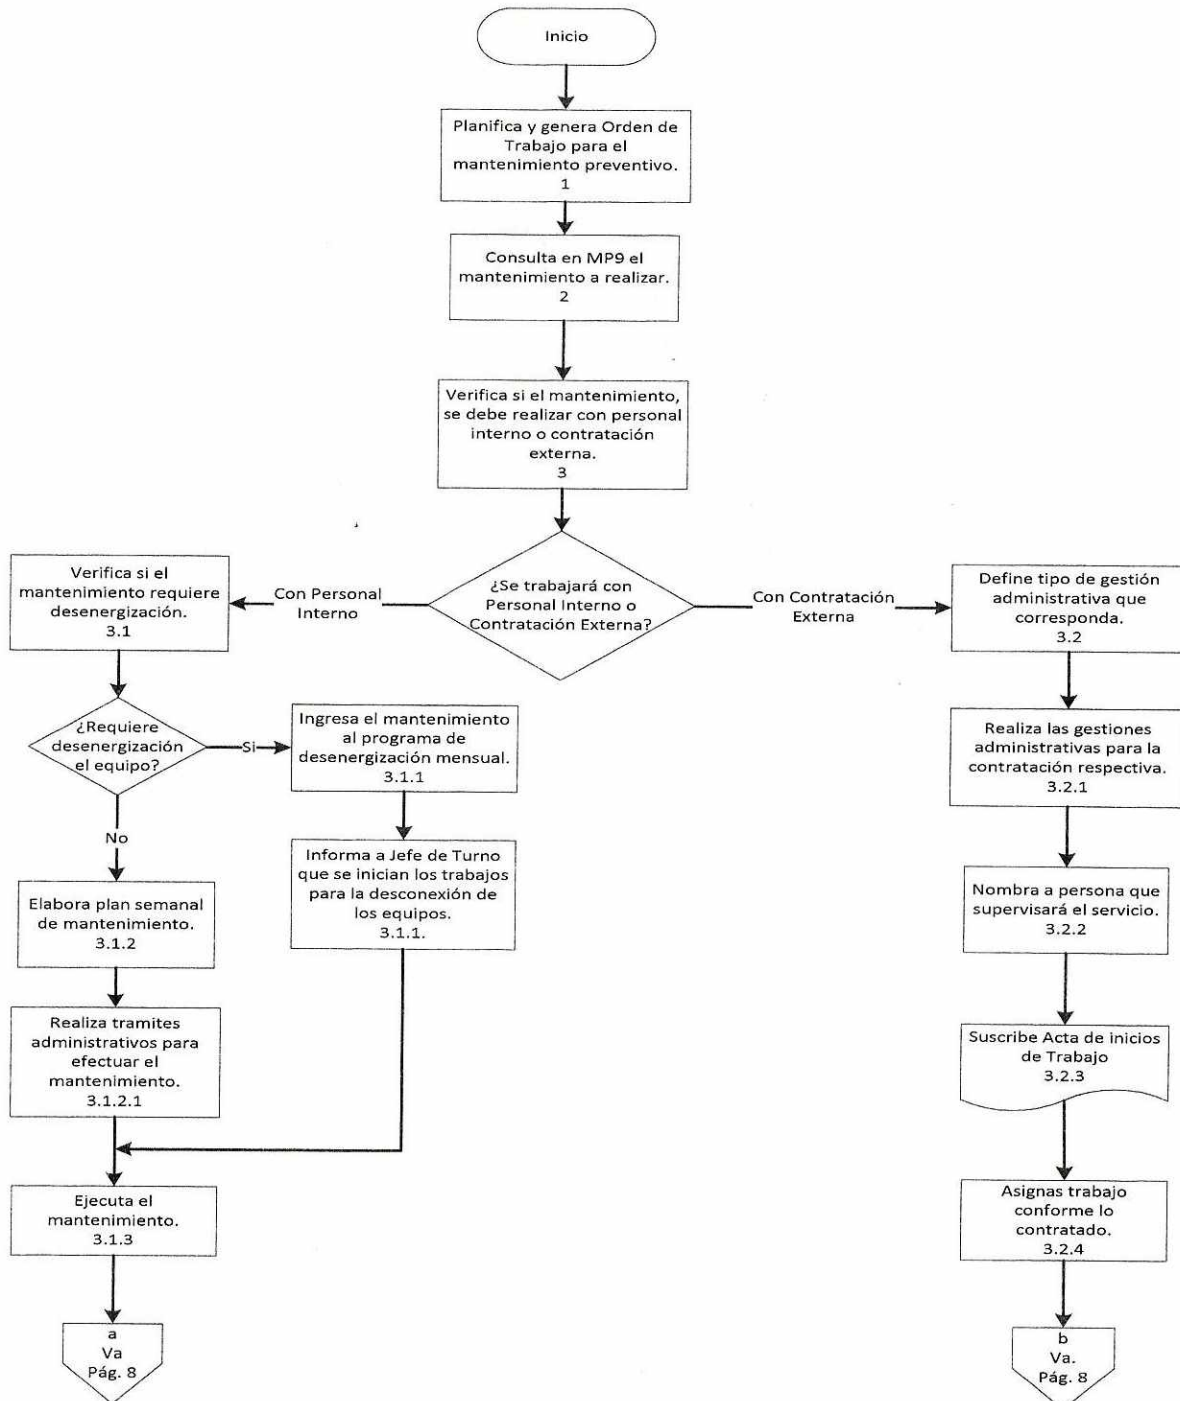 Inicio
Planifica y genera Orden de
Trabajo para el
mantenimiento preventivo.
1
Consulta en MP9 el
mantenimiento a realizar.
2
Verifica si el mantenimiento,
se debe realizar con personal
interno o contratación
externa.
3
¿Se trabajará con
Personal Interno o
Contratación Externa?
Con Personal
Interno
Con Contratación
Externa
Verifica si el
mantenimiento requiere
desenergización.
3.1
¿Requiere
desenergización
el equipo?
Si
No
Ingresa el mantenimiento
al programa de
desenergización mensual.
3.1.1
Informa a Jefe de Turno
que se inician los trabajos
para la desconexión de
los equipos.
3.1.1.
Elabora plan semanal
de mantenimiento.
3.1.2
Realiza tramites
administrativos para
efectuar el
mantenimiento.
3.1.2.1
Ejecuta el
mantenimiento.
3.1.3
a
Va
Pág. 8
Define tipo de gestión
administrativa que
corresponda.
3.2
Realiza las gestiones
administrativas para la
contratación respectiva.
3.2.1
Nombra a persona que
supervisará el servicio.
3.2.2
Suscribe Acta de inicios
de Trabajo
3.2.3
Asignas trabajo
conforme lo
contratado.
3.2.4
b
Va.
Pág. 8